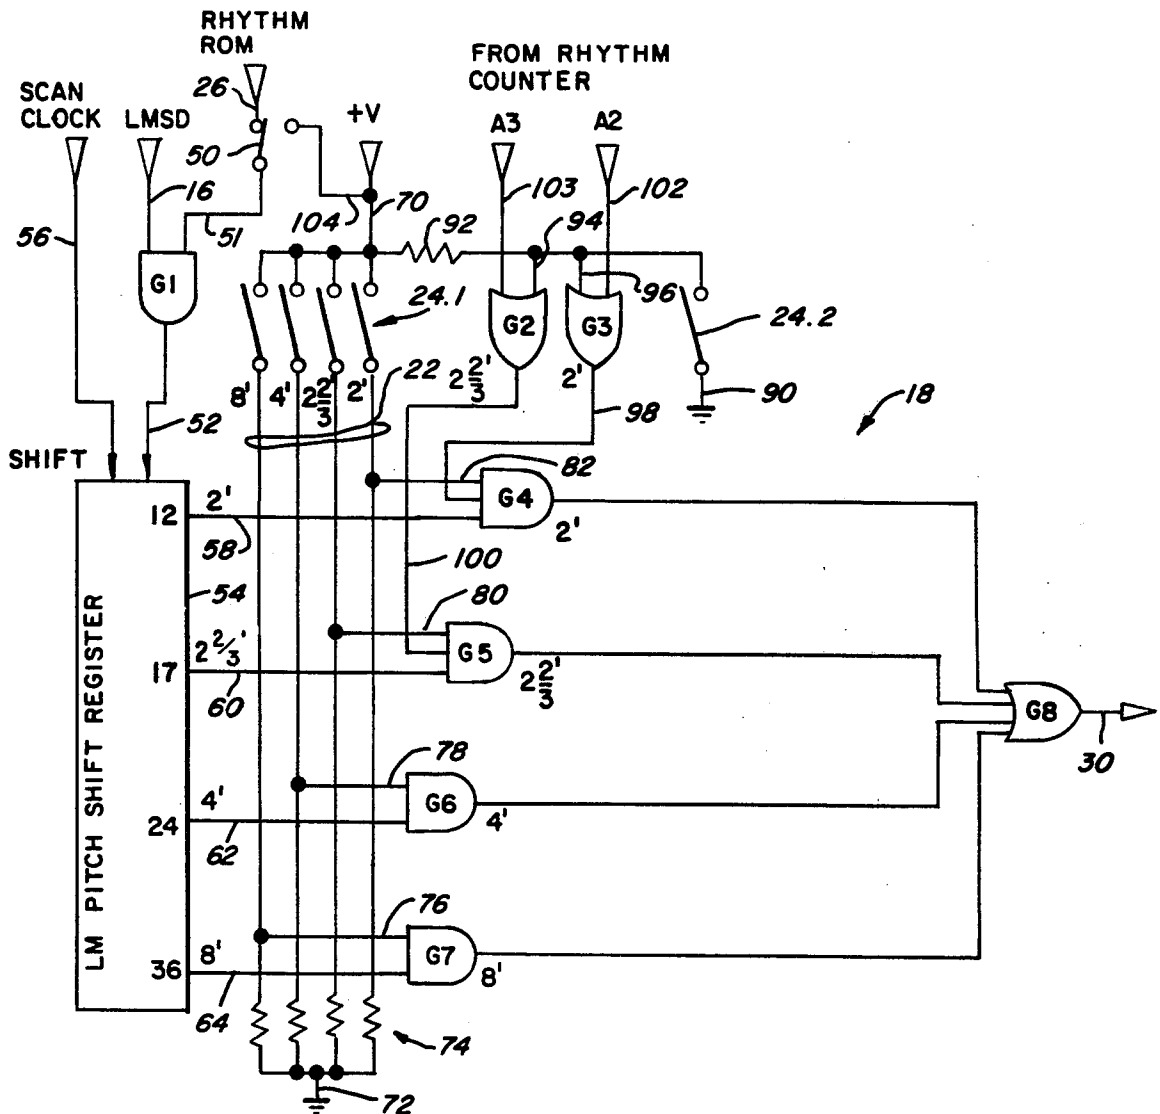 RHYTHM
ROM
FROM RHYTHM
COUNTER
SCAN
CLOCK
LMSD
26
+V
A3
A2
50
16
51
104
70
103
102
56
92
94
96
G1
24.1
G2
G3
24.2
8'
4'
2 2/3'
2'
22
2 2/3'
2'
98
90
18
52
SHIFT
82
12
2'
G4
2'
58
54
100
80
2 2/3'
17
60
G5
2 2/3'
G8
30
LM PITCH SHIFT REGISTER
78
4'
24
62
G6
4'
76
8'
36
64
G7
8'
74
72